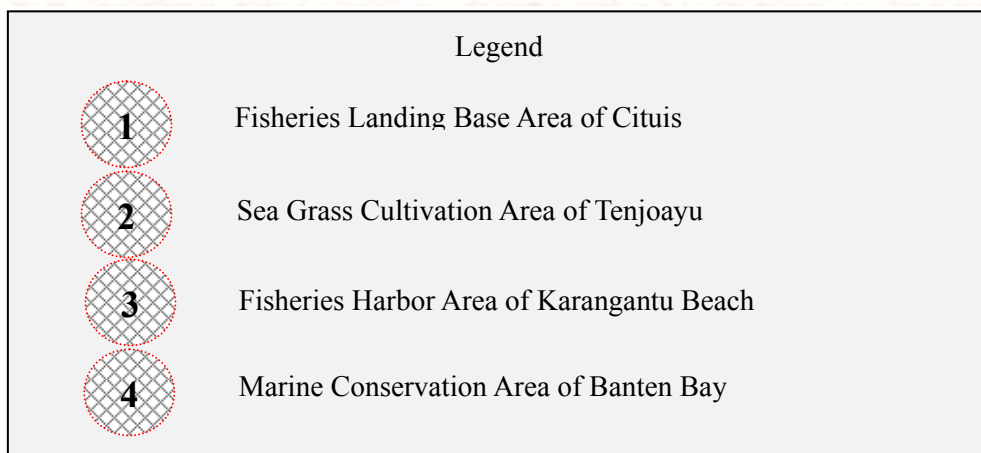 Legend
1 Fisheries Landing Base Area of Cituis
2 Sea Grass Cultivation Area of Tenjoayu
3 Fisheries Harbor Area of Karangantu Beach
4 Marine Conservation Area of Banten Bay